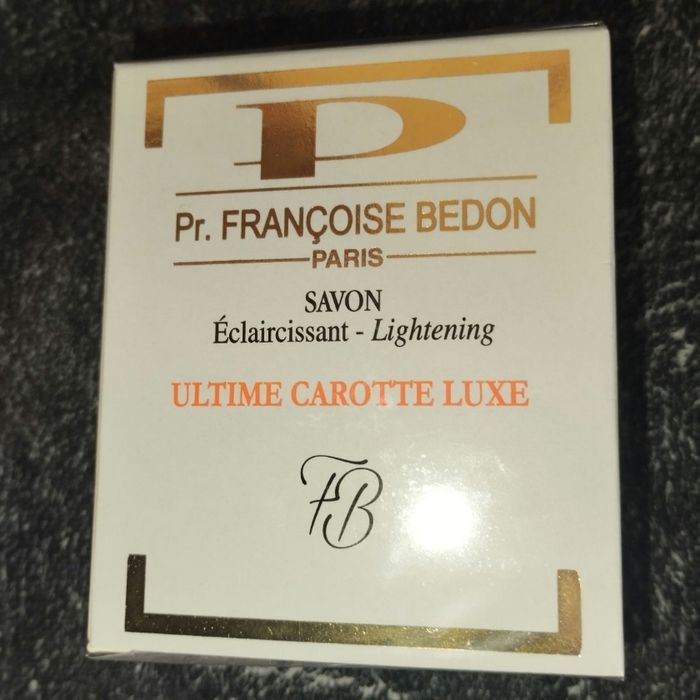 P
Pr. FRANÇOISE BEDON
PARIS
SAVON
Éclaircissant - Lightening
ULTIME CAROTTE LUXE
FB